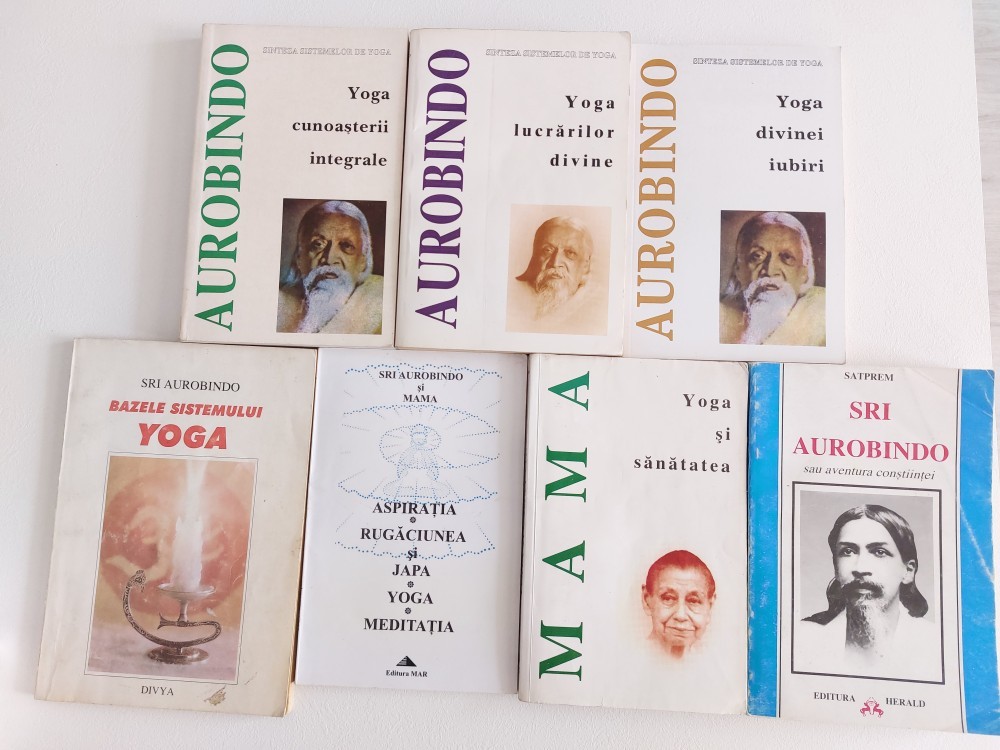 AUROBINDO
SINTEZA SISTEMELOR DE YOGA
Yoga
cunoașterii
integrale
AUROBINDO
SINTEZA SISTEMELOR DE YOGA
Yoga
lucrărilor
divine
AUROBINDO
SINTEZA SISTEMELOR DE YOGA
Yoga
divinei
iubiri
SRI AUROBINDO
BAZELE SISTEMULUI
YOGA
DIVYA
SRI AUROBINDO
și
MAMA
ASPIRAȚIA
RUGĂCIUNEA
și
JAPA
YOGA
MEDITAȚIA
Editura MAR
MAMA
Yoga
și
sănătatea
SATPREM
SRI
AUROBINDO
sau aventura conștiinței
EDITURA HERALD